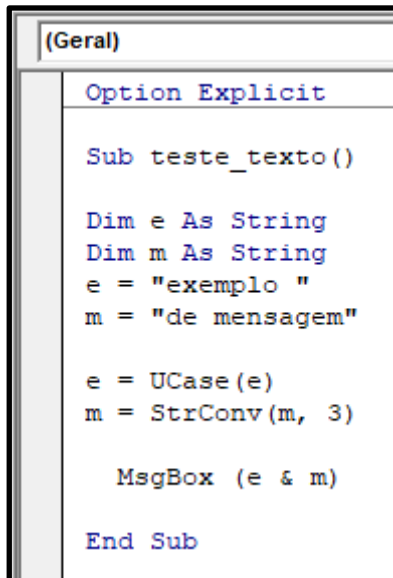 (Geral)
Option Explicit
Sub teste_texto()
Dim e As String
Dim m As String
e = "exemplo "
m = "de mensagem"
e = UCase(e)
m = StrConv(m, 3)
MsgBox (e & m)
End Sub